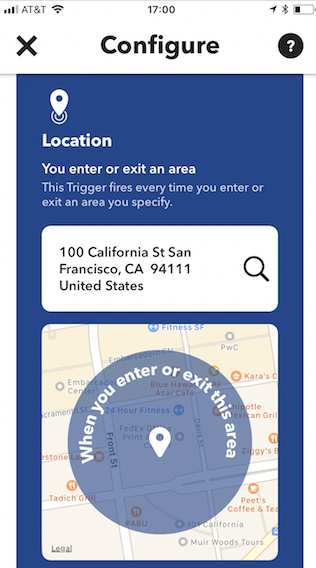 AT&T 17:00
Configure
?
Location
You enter or exit an area
This Trigger fires every time you enter or
exit an area you specify.
100 California St San
Francisco, CA 94111
United States
Fitness SF
PwC
Embarcadero Ctr
Kara's C
Embarcadero
Center
Blue Hawaii
Acai Cafe
When you enter or exit this area
24 Hour Fitness
Chipotle
Mexican Gril
Sacramento St
FedEx Office
Print &
Davis St
Front St
Ziggy's B
Tadich Grill
Peet's
Coffee & Tea
PABU
101 California
Muir Woods Tours
Legal